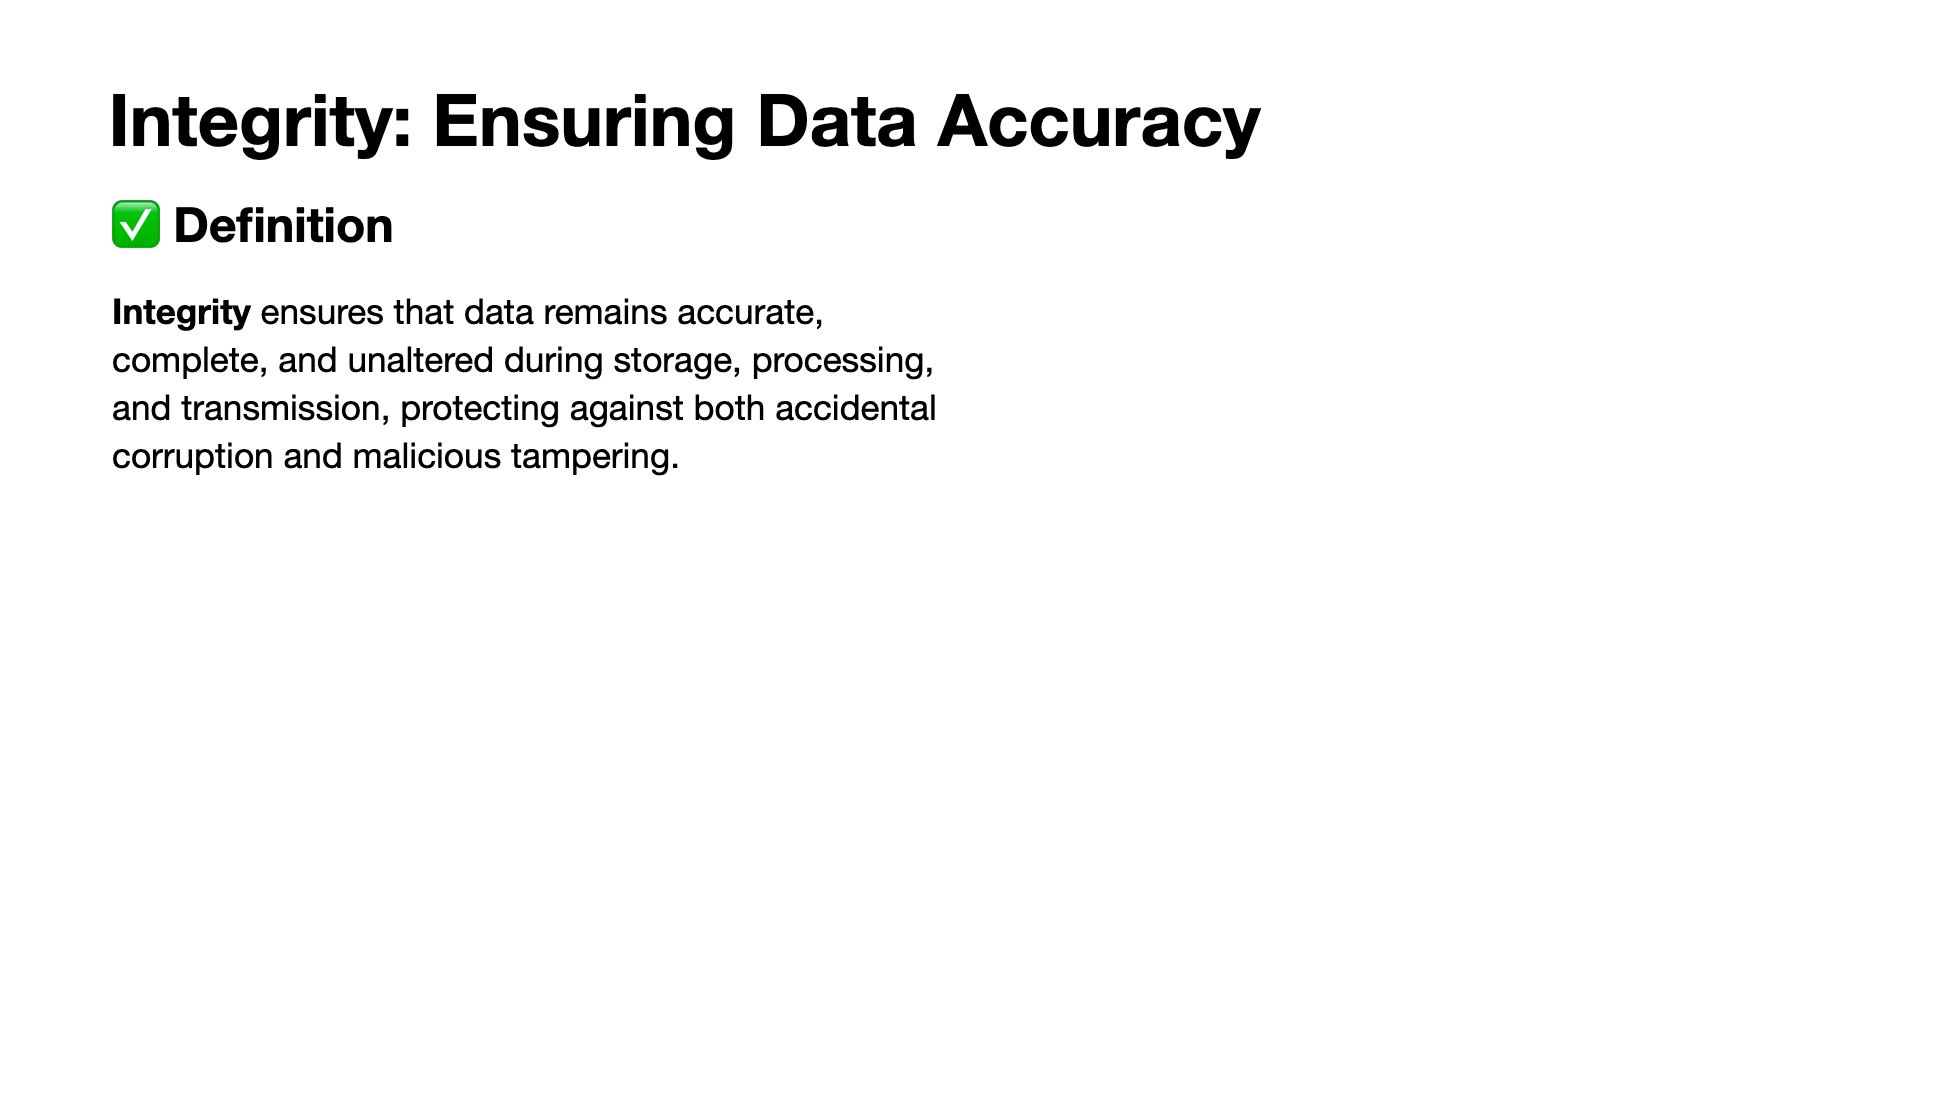 Integrity: Ensuring Data Accuracy
✅ Definition
Integrity ensures that data remains accurate,
complete, and unaltered during storage, processing,
and transmission, protecting against both accidental
corruption and malicious tampering.